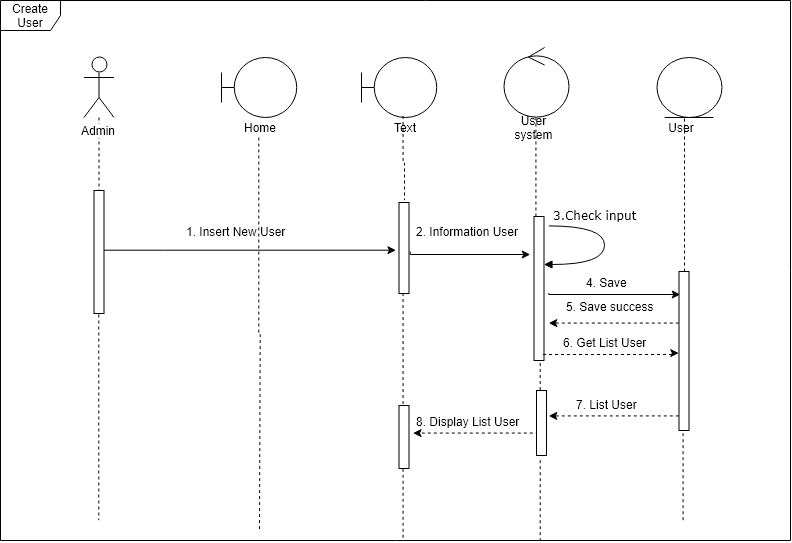 Create
User
Admin
Home
Text
User
system
User
1. Insert New User
2. Information User
3.Check input
4. Save
5. Save success
6. Get List User
7. List User
8. Display List User